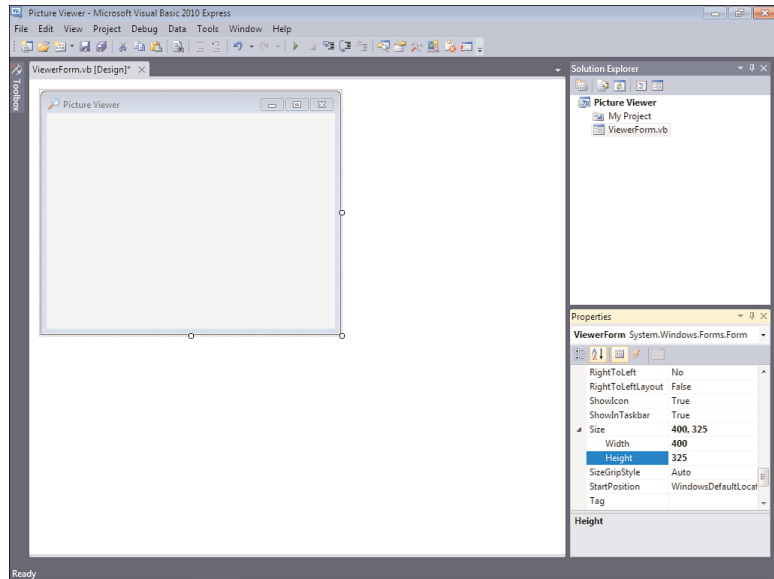 Picture Viewer - Microsoft Visual Basic 2010 Express
File Edit View Project Debug Data Tools Window Help
Toolbox
ViewerForm.vb [Design]*
Picture Viewer
Solution Explorer
Picture Viewer
My Project
ViewerForm.vb
Properties
ViewerForm System.Windows.Forms.Form
RightToLeft No
RightToLeftLayout False
ShowIcon True
ShowInTaskbar True
Size 400, 325
Width 400
Height 325
SizeGripStyle Auto
StartPosition WindowsDefaultLocat
Tag
Height
Ready